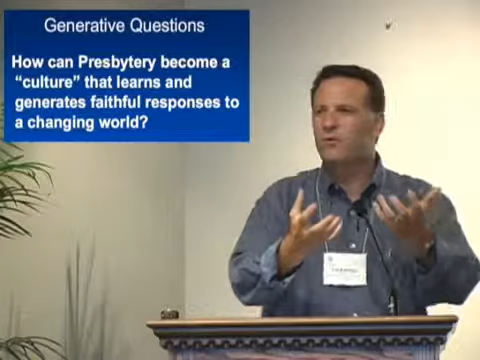 Generative Questions
How can Presbytery become a
“culture” that learns and
generates faithful responses to
a changing world?